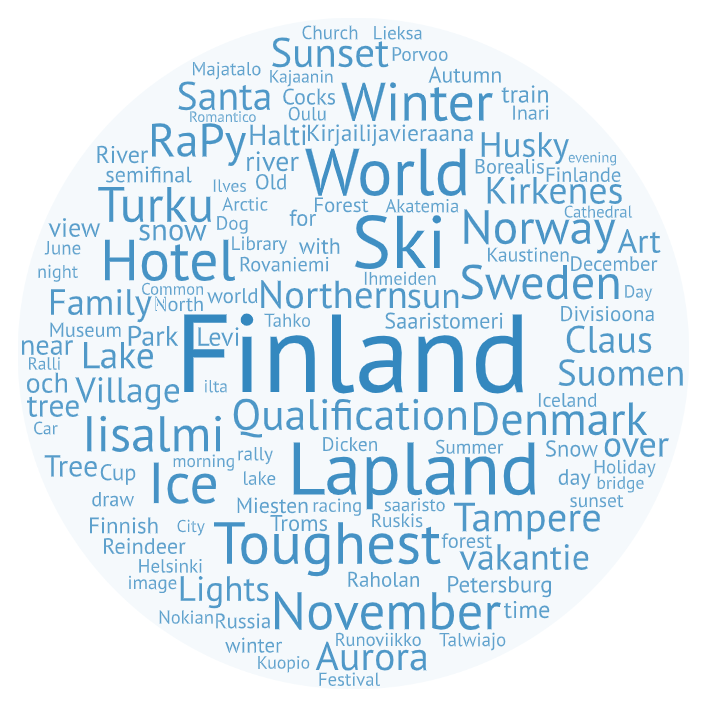 Church Lieksa
Sunset Porvoo
Majatalo Kajaanin Autumn
Santa Cocks Winter train
Romantico Oulu Inari
RaPy Halti Kirjailijavieraana Husky
River river World Borealis evening
semifinal Ilves Old Kirkenes Finlande
Turku Arctic Forest Akatemia Cathedral
view snow Dog for Ski Norway Art
June Hotel Library with Kaustinen December
night Rovaniemi Ihmeiden Sweden Day
Common
Family North world Northern sun
Museum Park Levi Tahko Saaristomeri Divisioona
near Lake Finland Claus
Ralli
och Village ilta Suomen
tree Qualification Iceland
Car Iisalmi Denmark
Tree Cup morning rally Dicken Summer Snow over
Ice lake Lapland day Holiday
bridge
draw Miesten racing saaristo sunset
Finnish City Troms Ruskis Tampere
Reindeer Toughest forest
Helsinki vakantie
image Lights Raholan Petersburg
Nokian Russia November time
winter Runoviikko Talwiajo
Kuopio Aurora
Festival